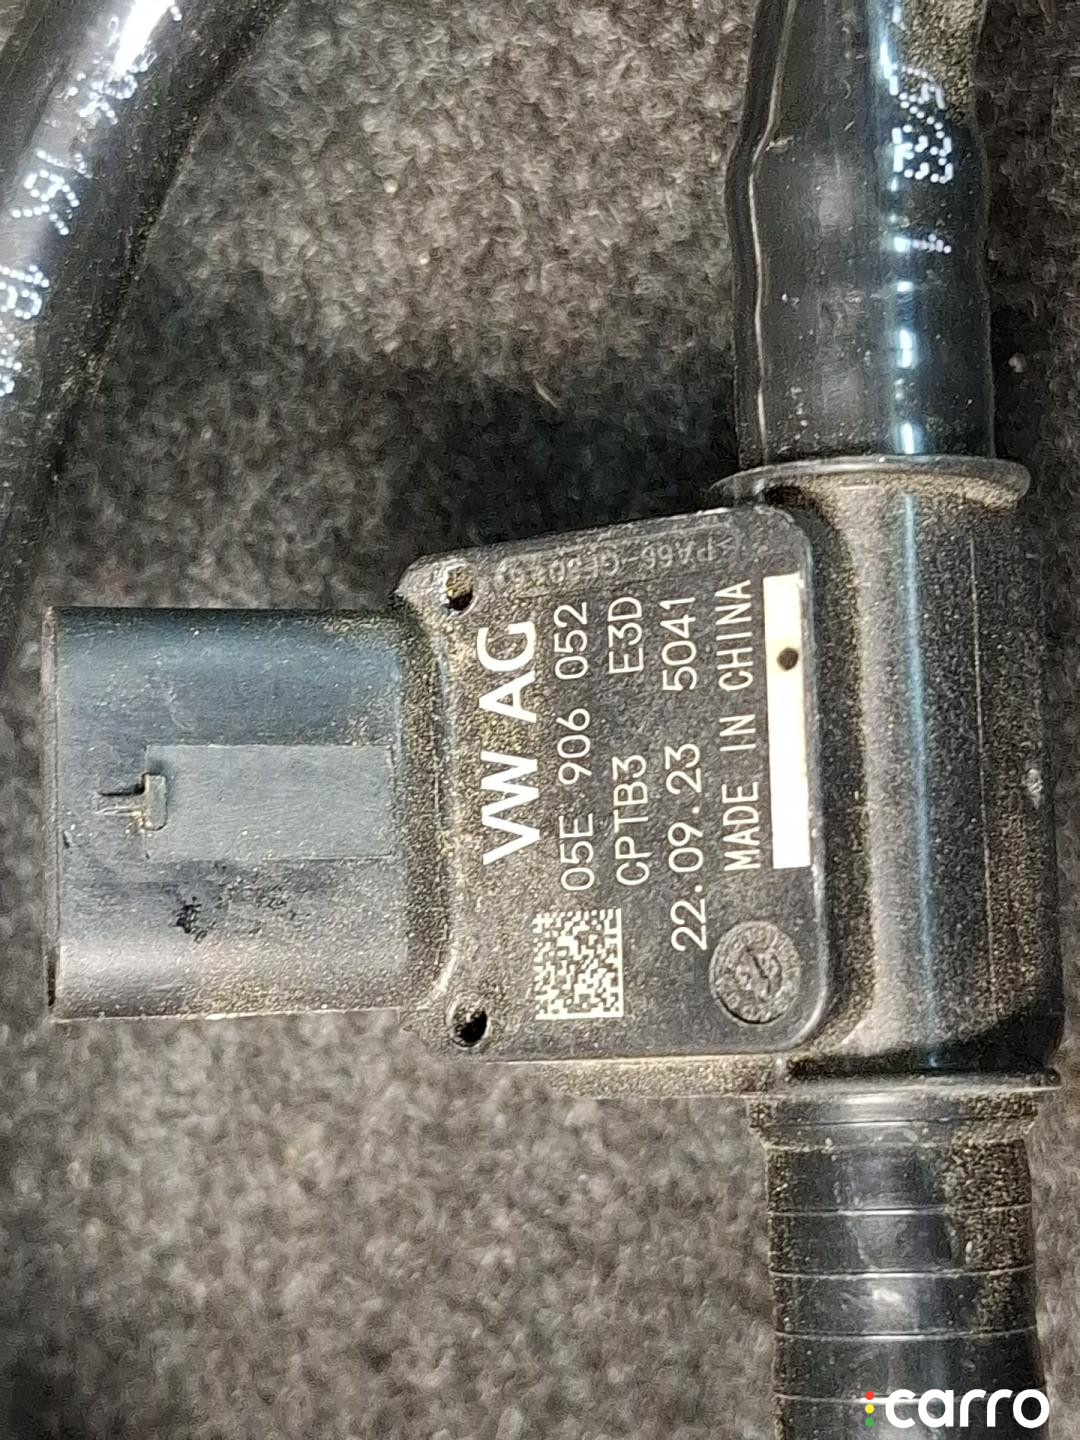 VW AG
05E 906 052
CPTB3 E3D
22.09.23 5041
MADE IN CHINA
carro